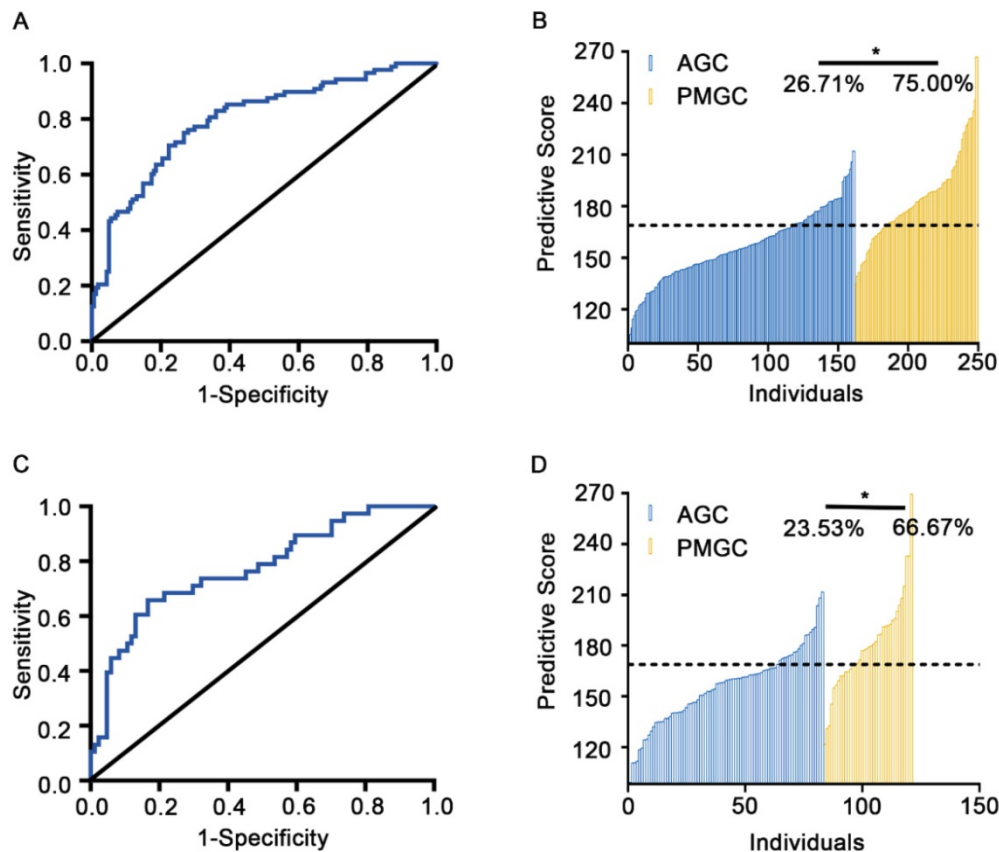 A
1.0
0.8
0.6
0.4
0.2
0.0
Sensitivity
0.0 0.2 0.4 0.6 0.8 1.0
1-Specificity
B
270
240
210
180
150
120
Predictive Score
AGC
PMGC
*
26.71% 75.00%
0 50 100 150 200 250
Individuals
C
1.0
0.8
0.6
0.4
0.2
0.0
Sensitivity
0.0 0.2 0.4 0.6 0.8 1.0
1-Specificity
D
270
240
210
180
150
120
Predictive Score
AGC
PMGC
*
23.53% 66.67%
0 50 100 150
Individuals